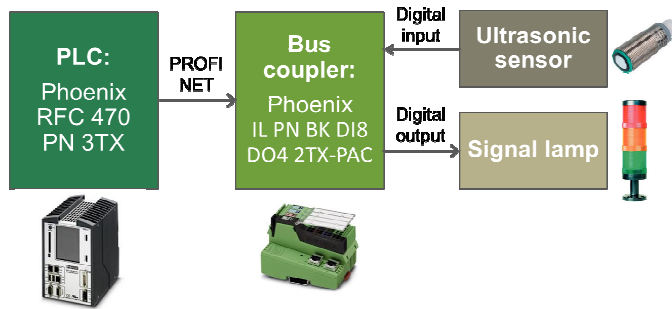 PLC:
Phoenix
RFC 470
PN 3TX
PROFI
NET
Bus
coupler:
Phoenix
IL PN BK DI8
DO4 2TX-PAC
Digital
input
Digital
output
Ultrasonic
sensor
Signal lamp